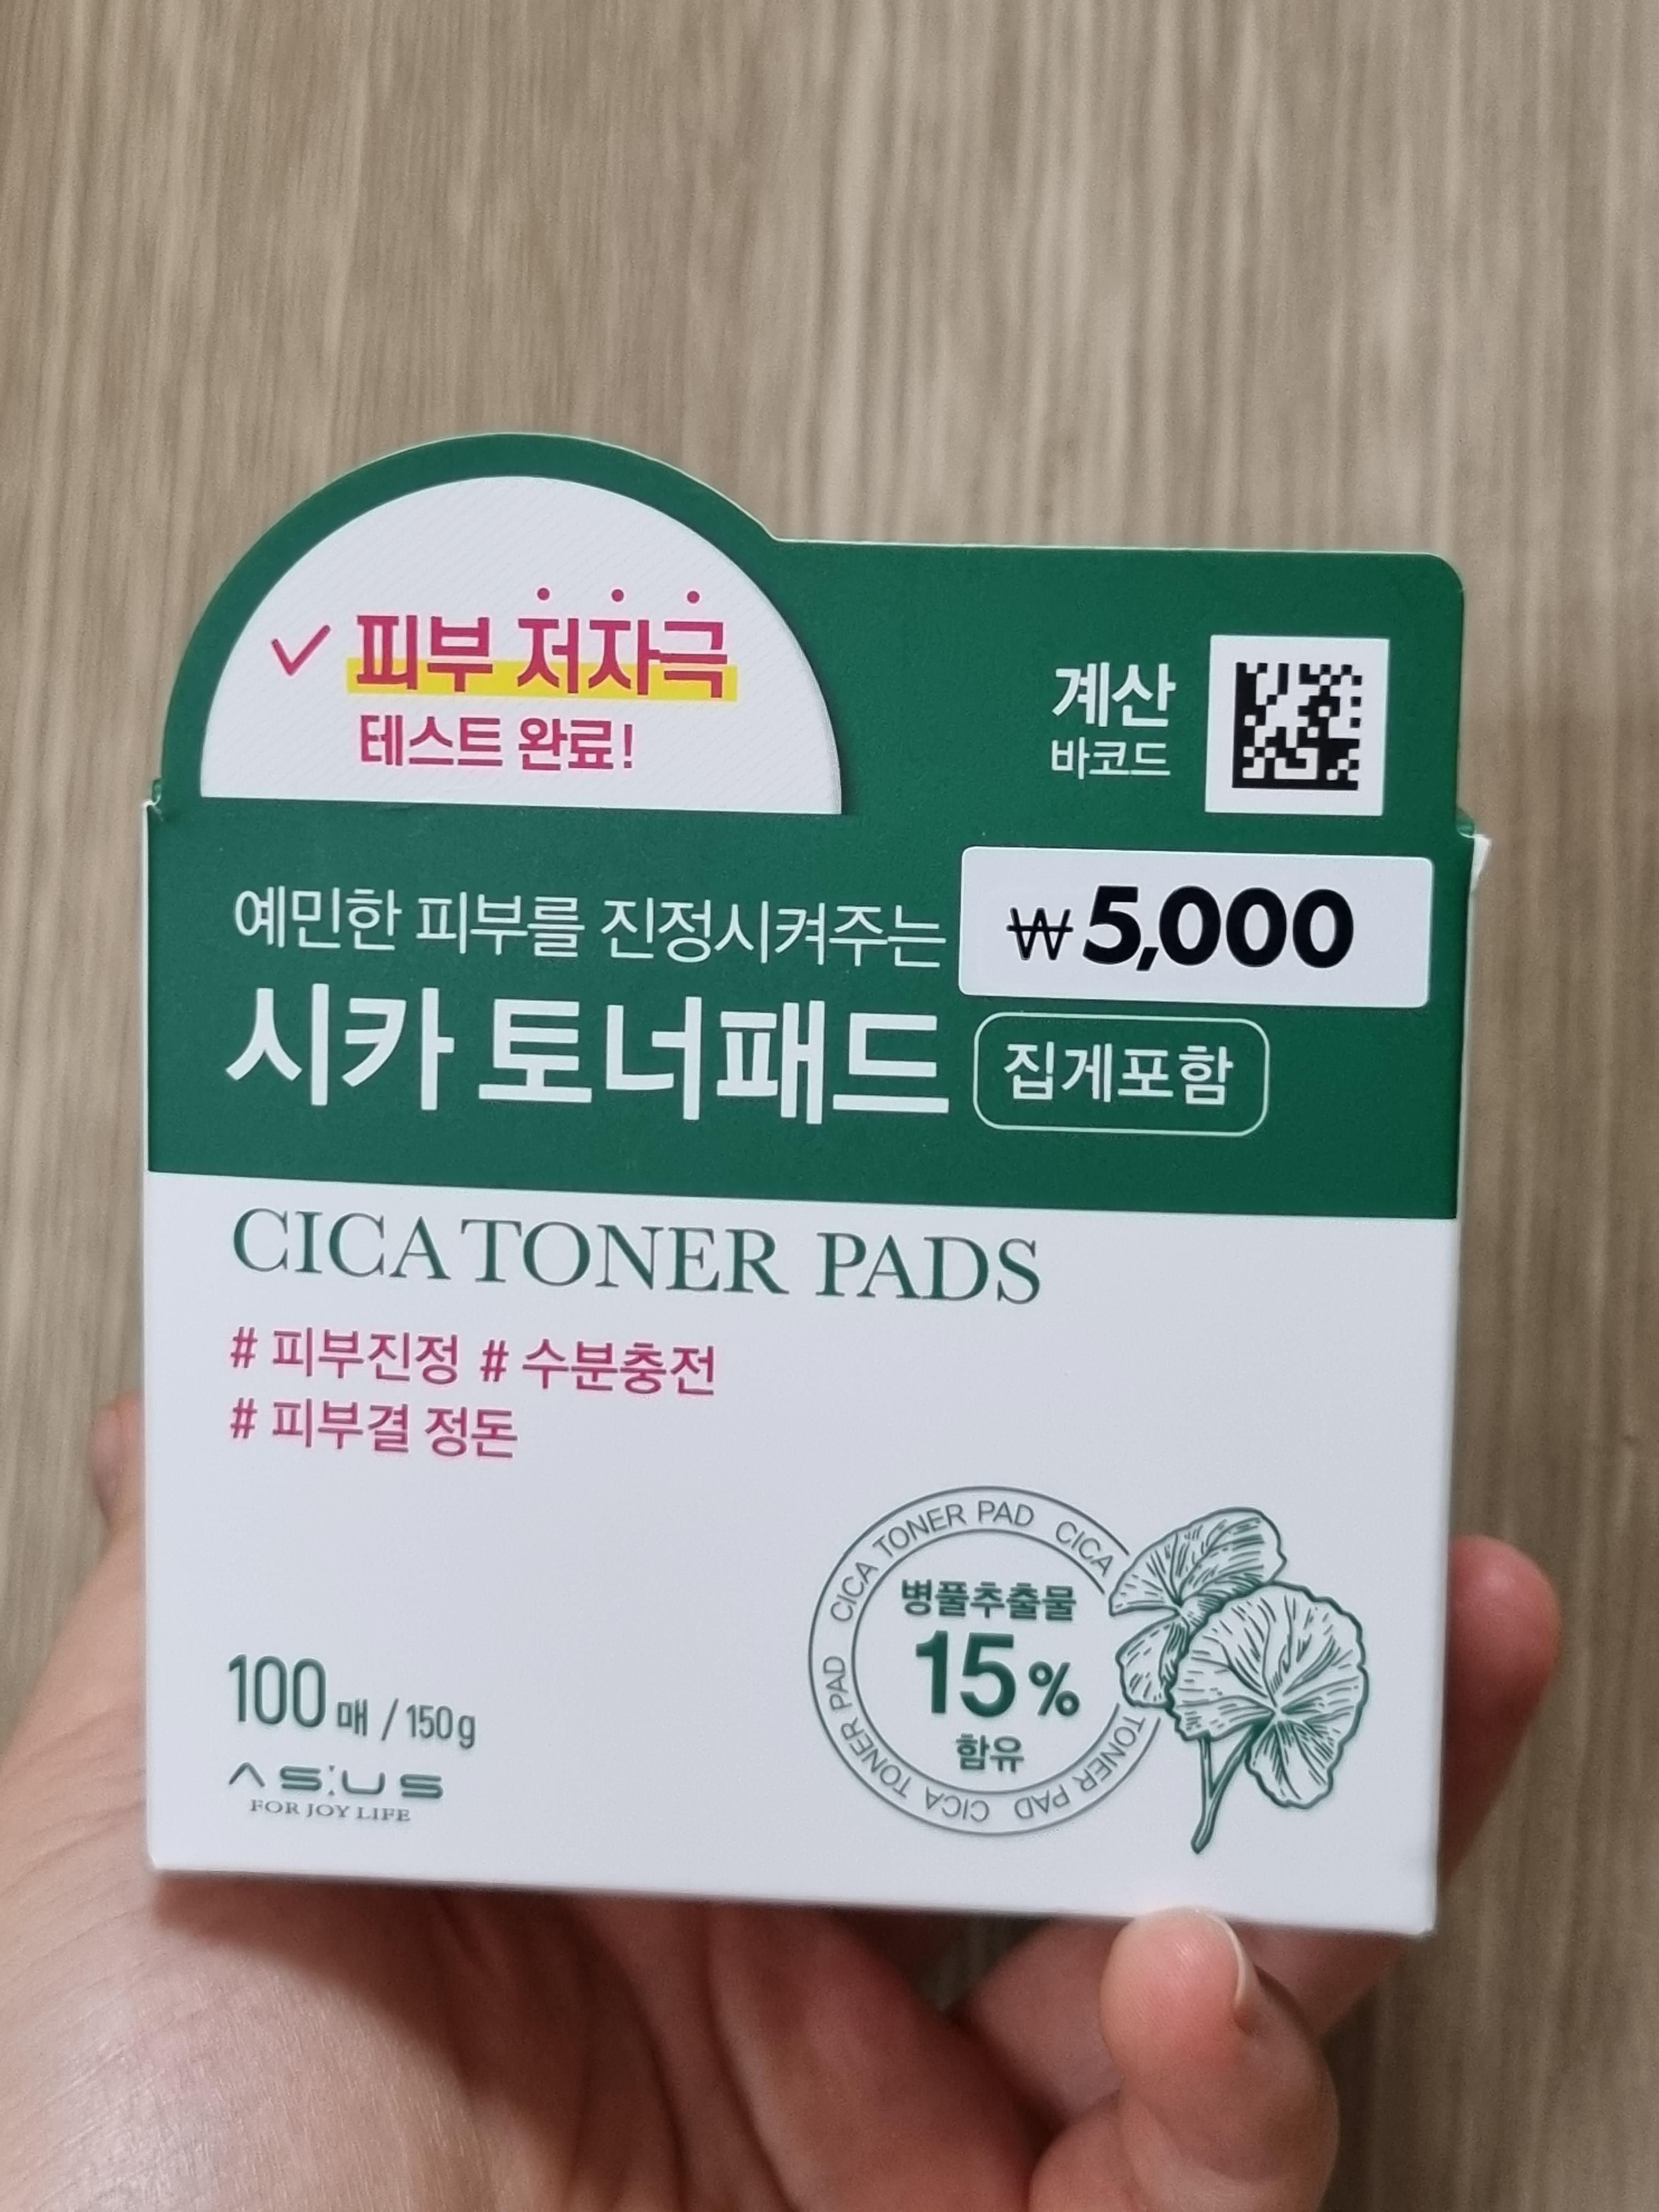 피부 저자극
테스트 완료!
계산
바코드
예민한 피부를 진정시켜주는
₩5,000
시카 토너패드
집게포함
CICA TONER PADS
# 피부진정 # 수분충전
# 피부결 정돈
CICA TONER PAD CICA TONER PAD CICA TONER PAD
병풀추출물
15%
함유
100매 / 150g
AS:US
FOR JOY LIFE